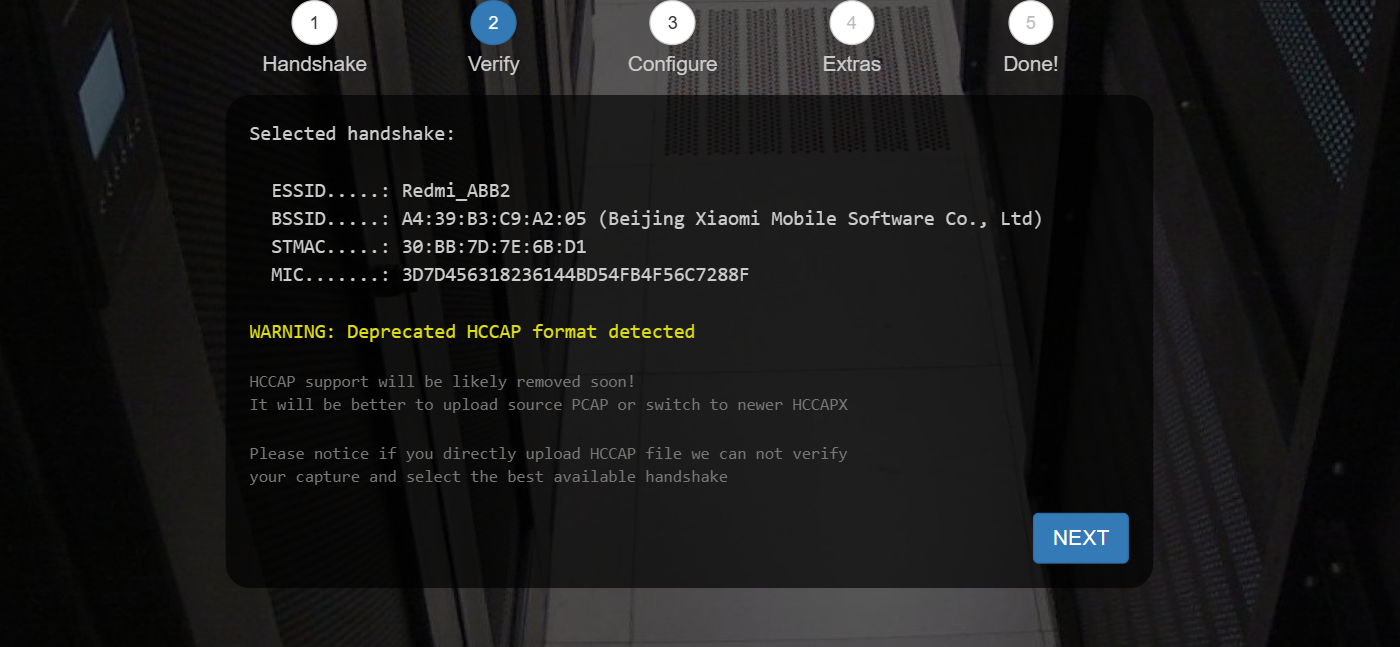 1
2
3
4
5
Handshake
Verify
Configure
Extras
Done!
Selected handshake:
ESSID.....: Redmi_ABB2
BSSID.....: A4:39:B3:C9:A2:05 (Beijing Xiaomi Mobile Software Co., Ltd)
STMAC.....: 30:BB:7D:7E:6B:D1
MIC.......: 3D7D456318236144BD54FB4F56C7288F
WARNING: Deprecated HCCAP format detected
HCCAP support will be likely removed soon!
It will be better to upload source PCAP or switch to newer HCCAPX
Please notice if you directly upload HCCAP file we can not verify
your capture and select the best available handshake
NEXT